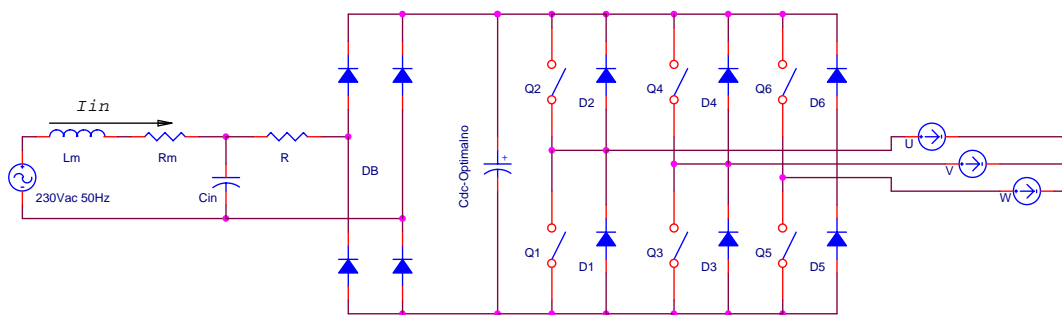 Iin
Lm
Rm
R
230Vac 50Hz
Cin
DB
Cdc-Optimalno
+
Q2
D2
Q4
D4
Q6
D6
Q1
D1
Q3
D3
Q5
D5
U
V
W